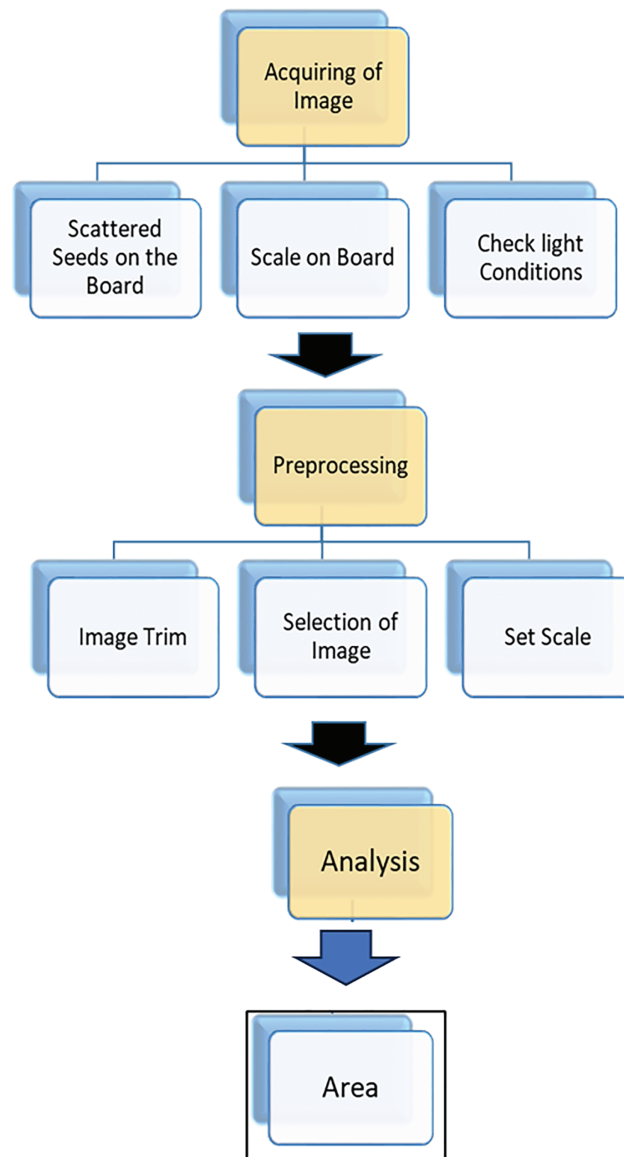 Acquiring of
Image
Scattered
Seeds on the
Board
Scale on Board
Check light
Conditions
Preprocessing
Image Trim
Selection of
Image
Set Scale
Analysis
Area